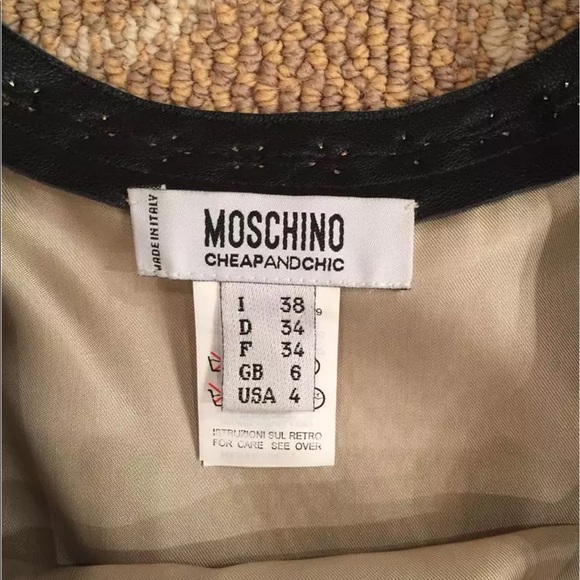 MADE IN ITALY
MOSCHINO
CHEAPANDCHIC
I 38
D 34
F 34
GB 6
USA 4
9
ISTRUZIONI SUL RETRO
FOR CARE SEE OVER